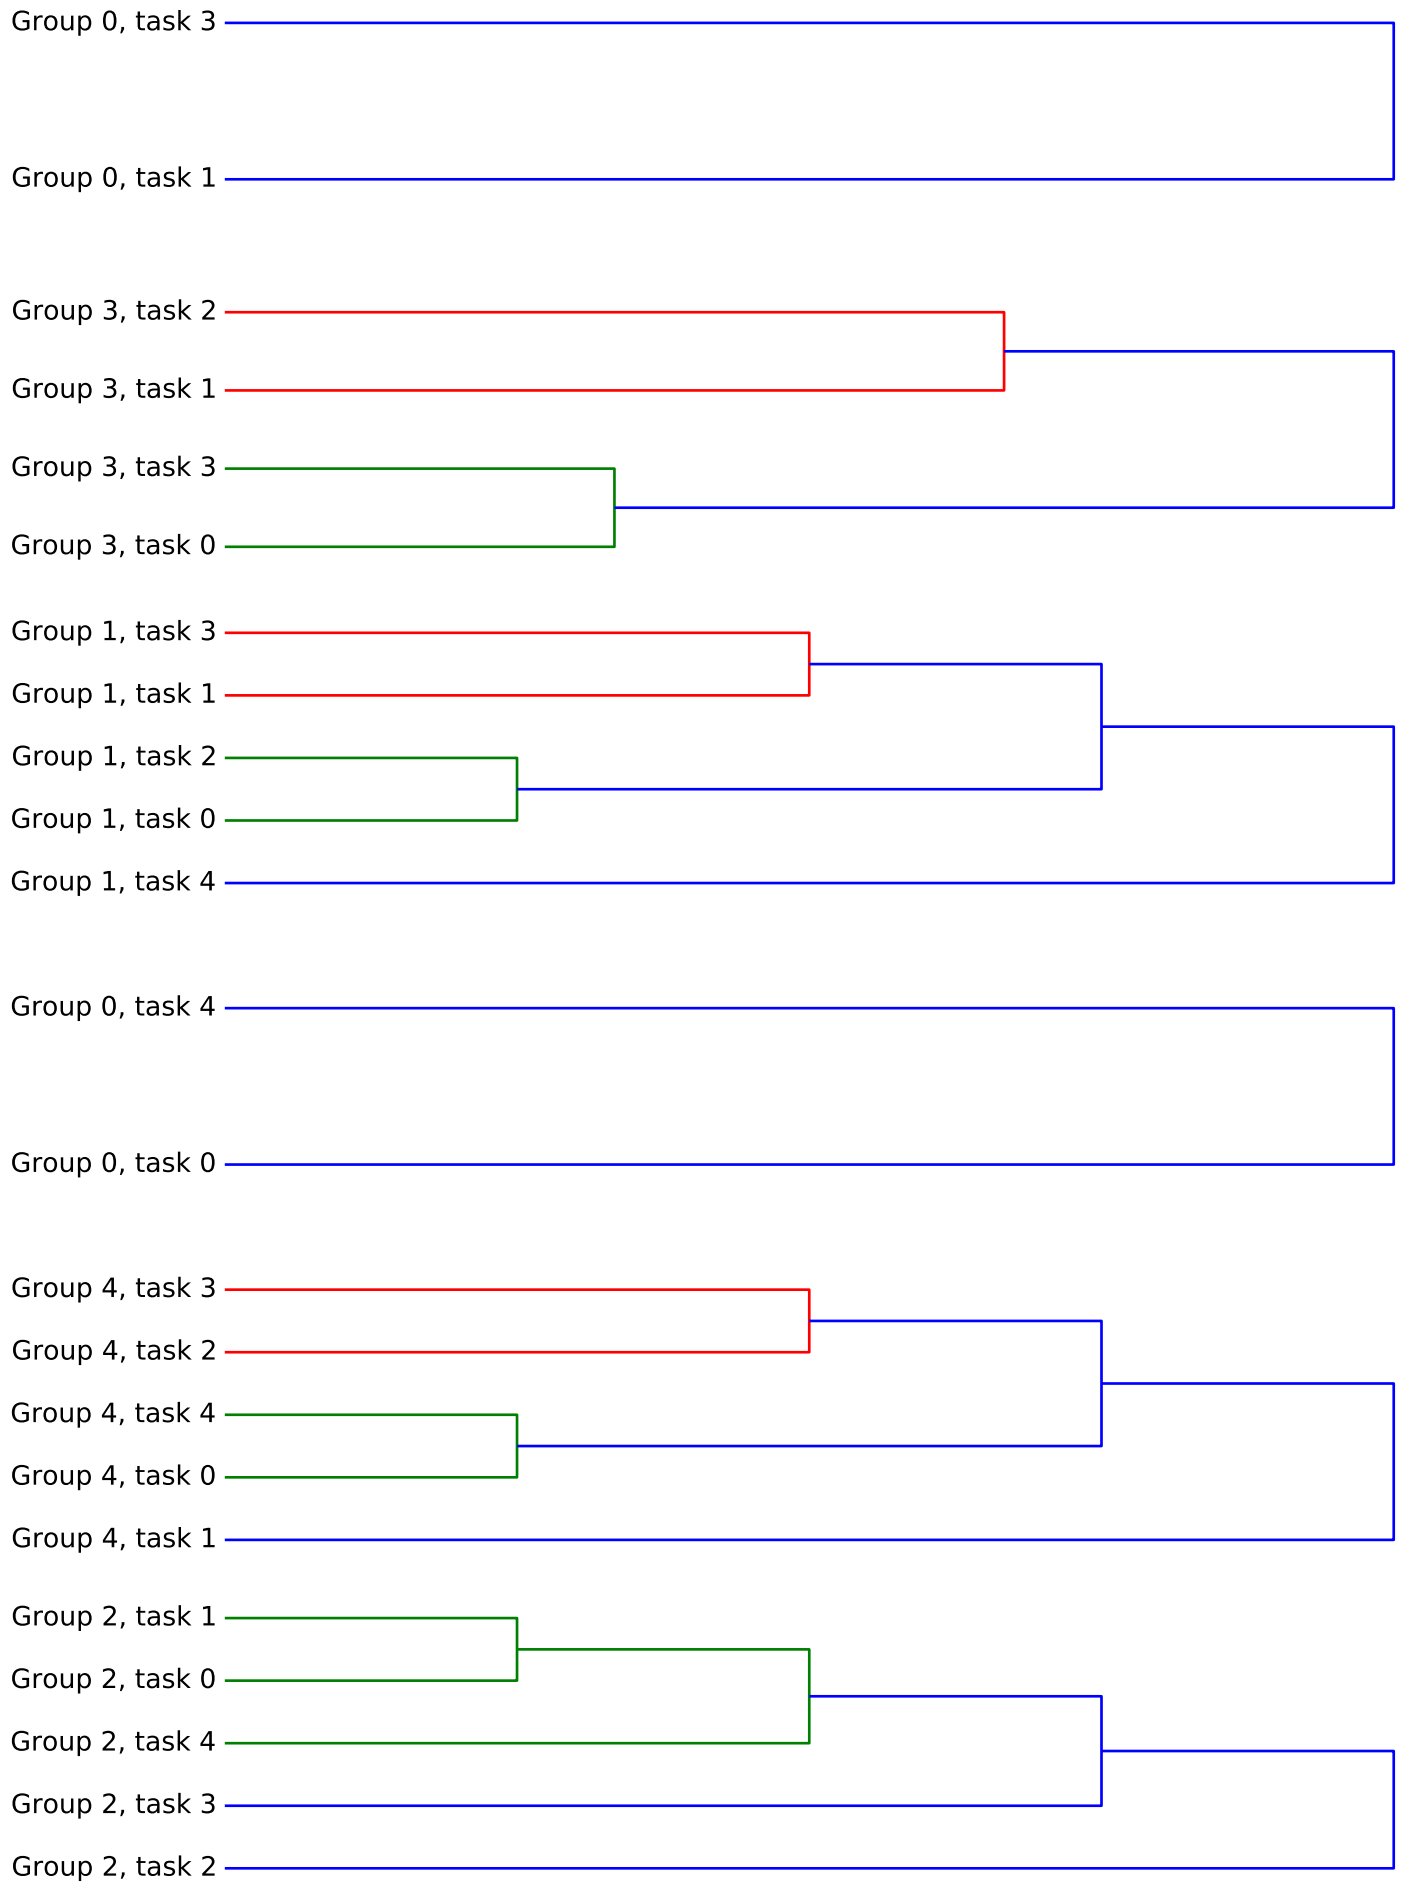 Group 0, task 3
Group 0, task 1
Group 3, task 2
Group 3, task 1
Group 3, task 3
Group 3, task 0
Group 1, task 3
Group 1, task 1
Group 1, task 2
Group 1, task 0
Group 1, task 4
Group 0, task 4
Group 0, task 0
Group 4, task 3
Group 4, task 2
Group 4, task 4
Group 4, task 0
Group 4, task 1
Group 2, task 1
Group 2, task 0
Group 2, task 4
Group 2, task 3
Group 2, task 2